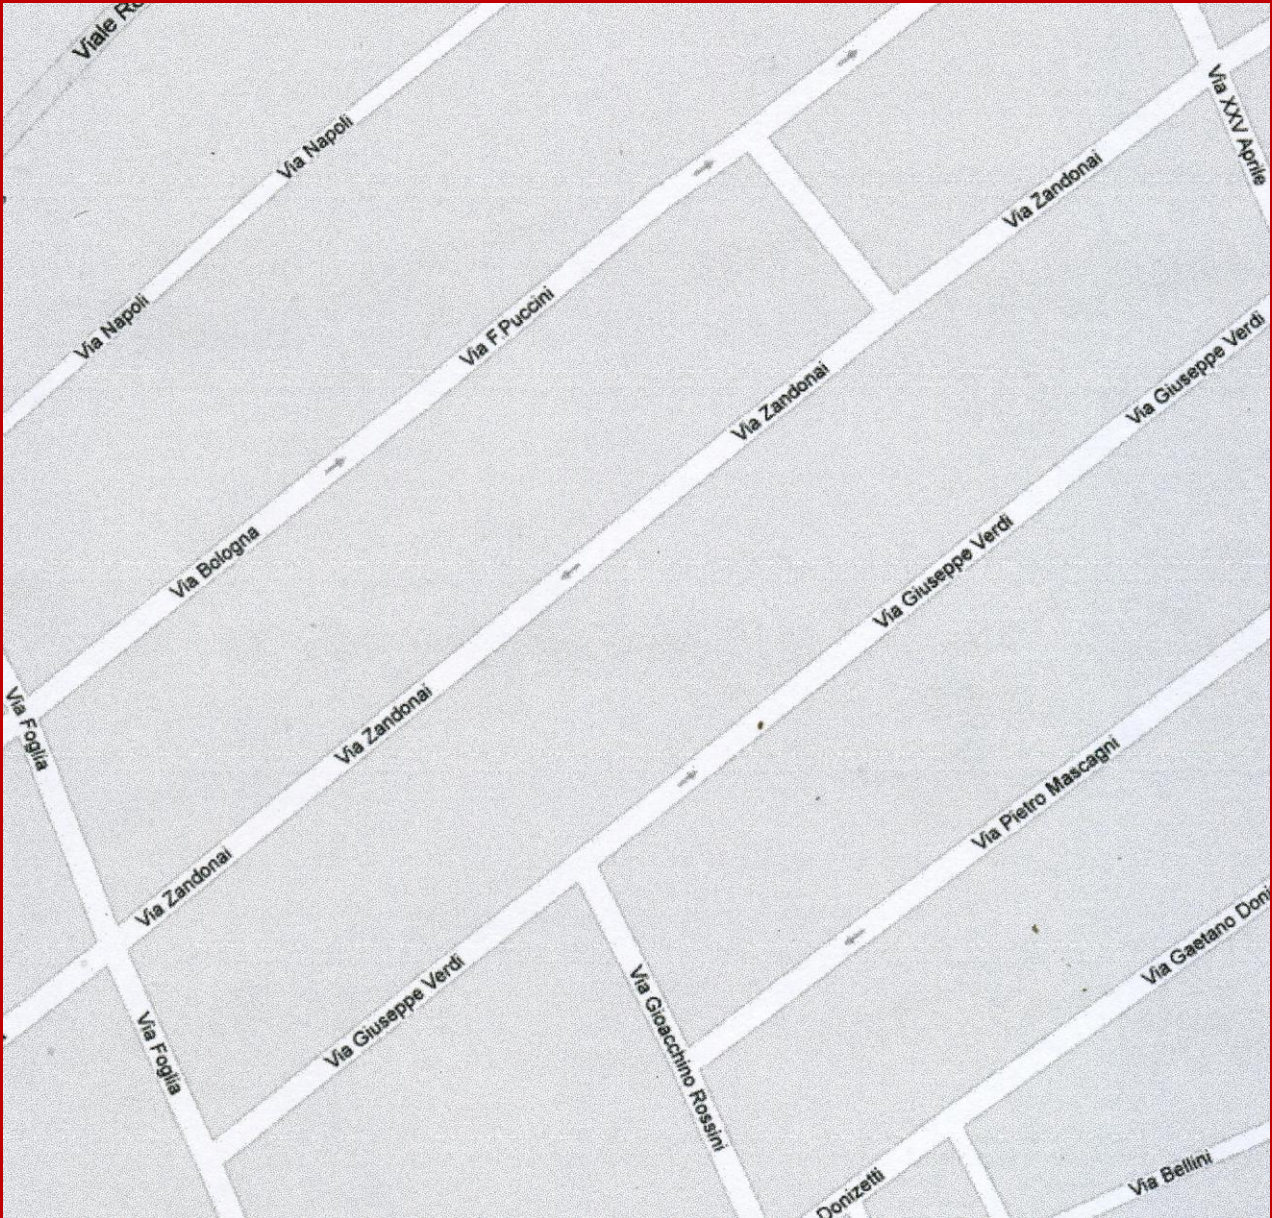 Viale
Via Napoli
Via XXV Aprile
Via Zandonai
Via Napoli
Via F.Puccini
Via Giuseppe Verdi
Via Zandonai
Via Bologna
Via Giuseppe Verdi
Via Foglia
Via Zandonai
Via Pietro Mascagni
Via Zandonai
Via Gaetano Doni
Via Giuseppe Verdi
Via Gioacchino Rossini
Via Foglia
Donizetti
Via Bellini